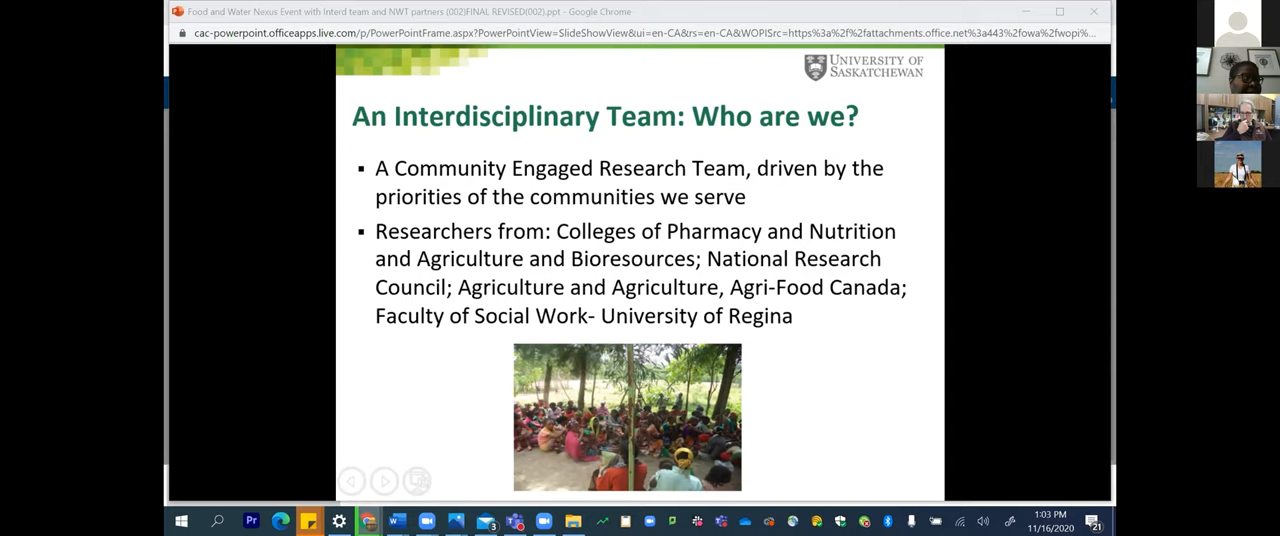 Food and Water Nexus Event with Interd team and NWT partners (002)FINAL REVISED(002).ppt - Google Chrome
cac-powerpoint.officeapps.live.com/p/PowerPointFrame.aspx?PowerPointView=SlideShowView&ui=en-CA&rs=en-CA&WOPISrc=https%3a%2f%2fattachments.office.net%3a443%2fowa%2fwopi%...
UNIVERSITY OF
SASKATCHEWAN
An Interdisciplinary Team: Who are we?
▪ A Community Engaged Research Team, driven by the
priorities of the communities we serve
▪ Researchers from: Colleges of Pharmacy and Nutrition
and Agriculture and Bioresources; National Research
Council; Agriculture and Agriculture, Agri-Food Canada;
Faculty of Social Work- University of Regina
Pr
3
1:03 PM
11/16/2020
21